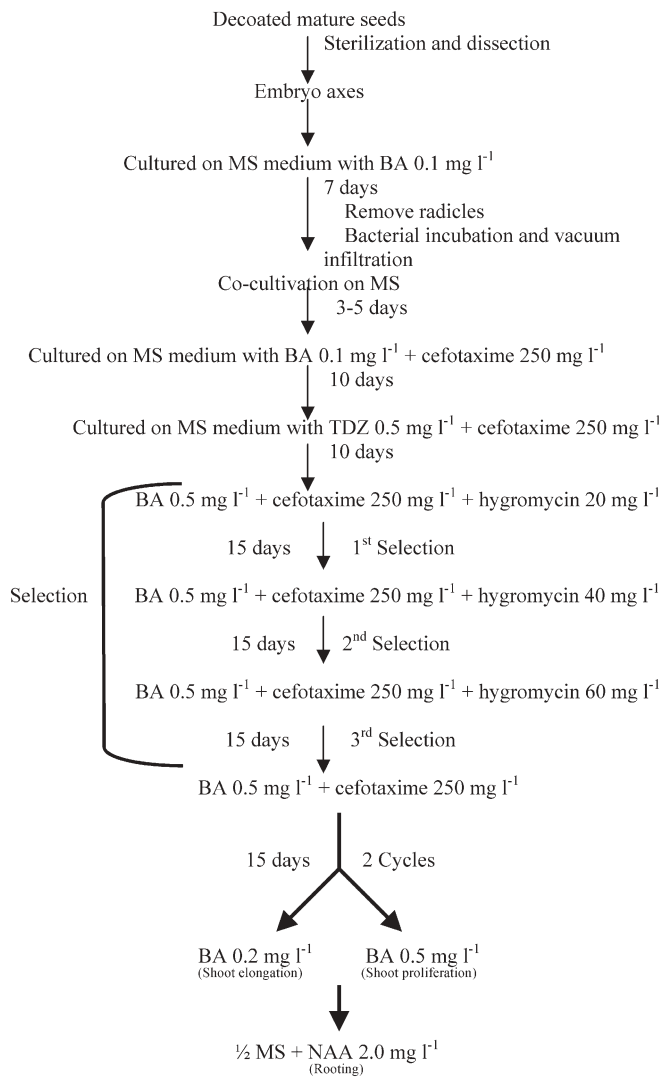 Decoated mature seeds
Sterilization and dissection
Embryo axes
Cultured on MS medium with BA 0.1 mg l⁻¹
7 days
Remove radicles
Bacterial incubation and vacuum
infiltration
Co-cultivation on MS
3-5 days
Cultured on MS medium with BA 0.1 mg l⁻¹ + cefotaxime 250 mg l⁻¹
10 days
Cultured on MS medium with TDZ 0.5 mg l⁻¹ + cefotaxime 250 mg l⁻¹
10 days
BA 0.5 mg l⁻¹ + cefotaxime 250 mg l⁻¹ + hygromycin 20 mg l⁻¹
15 days 1ˢᵗ Selection
Selection
BA 0.5 mg l⁻¹ + cefotaxime 250 mg l⁻¹ + hygromycin 40 mg l⁻¹
15 days 2ⁿᵈ Selection
BA 0.5 mg l⁻¹ + cefotaxime 250 mg l⁻¹ + hygromycin 60 mg l⁻¹
15 days 3ʳᵈ Selection
BA 0.5 mg l⁻¹ + cefotaxime 250 mg l⁻¹
15 days 2 Cycles
BA 0.2 mg l⁻¹ BA 0.5 mg l⁻¹
(Shoot elongation) (Shoot proliferation)
½ MS + NAA 2.0 mg l⁻¹
(Rooting)